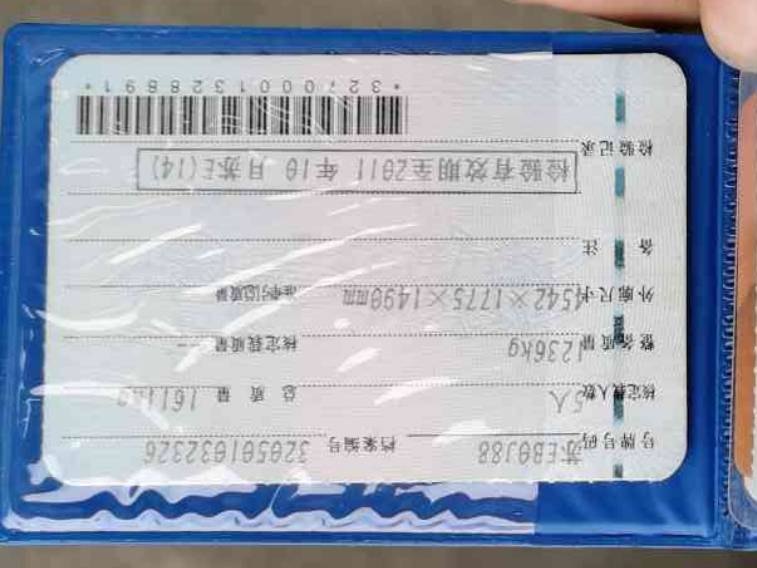 号牌号码 苏EB0J88 档案编号 320501032326
核定载人数 5人 总质量 1611kg
整备质量 1236kg 核定载质量 --
外廓尺寸 4542×1775×1490mm 准牵引总质量
备注
检验记录
检验有效期至2011年10月苏E(14)
*3270001328891*